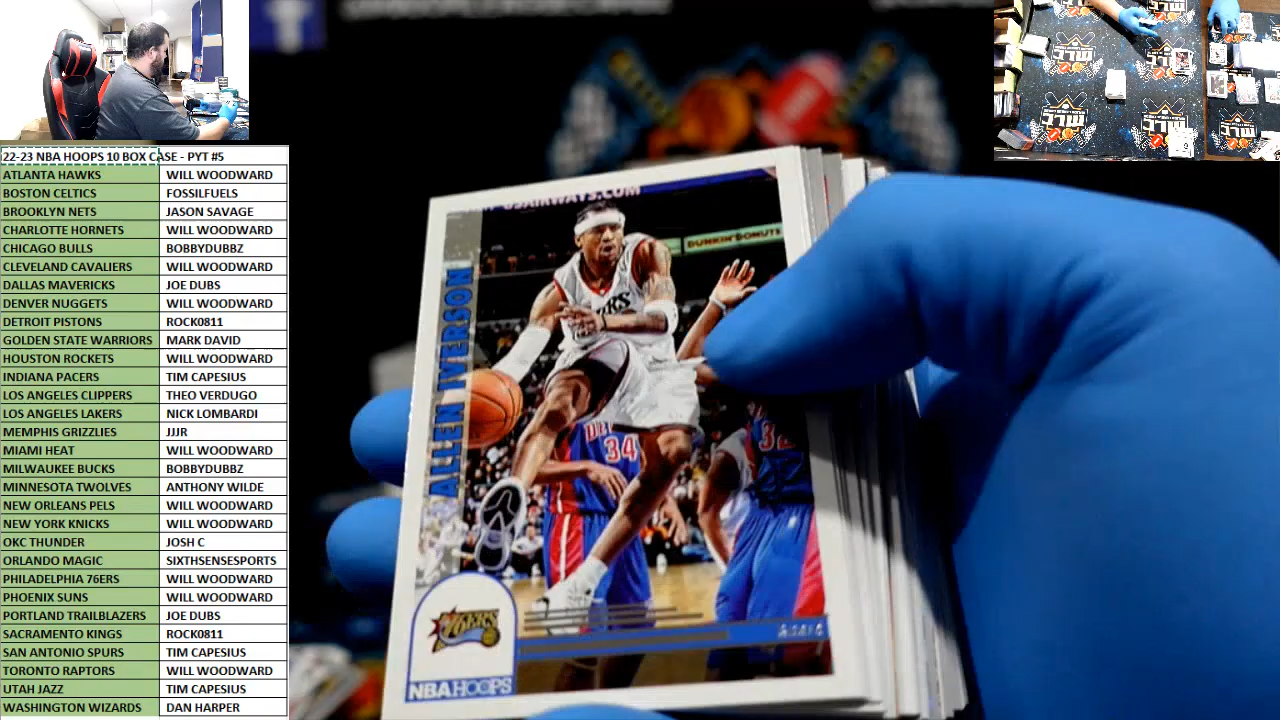 22-23 NBA HOOPS 10 BOX CASE - PYT #5
ATLANTA HAWKS WILL WOODWARD
BOSTON CELTICS FOSSILFUELS
BROOKLYN NETS JASON SAVAGE
CHARLOTTE HORNETS WILL WOODWARD
CHICAGO BULLS BOBBYDUBBZ
CLEVELAND CAVALIERS WILL WOODWARD
DALLAS MAVERICKS JOE DUBS
DENVER NUGGETS WILL WOODWARD
DETROIT PISTONS ROCK0811
GOLDEN STATE WARRIORS MARK DAVID
HOUSTON ROCKETS WILL WOODWARD
INDIANA PACERS TIM CAPESIUS
LOS ANGELES CLIPPERS THEO VERDUGO
LOS ANGELES LAKERS NICK LOMBARDI
MEMPHIS GRIZZLIES JJJR
MIAMI HEAT WILL WOODWARD
MILWAUKEE BUCKS BOBBYDUBBZ
MINNESOTA TWOLVES ANTHONY WILDE
NEW ORLEANS PELS WILL WOODWARD
NEW YORK KNICKS WILL WOODWARD
OKC THUNDER JOSH C
ORLANDO MAGIC SIXTHSENSESPORTS
PHILADELPHIA 76ERS WILL WOODWARD
PHOENIX SUNS WILL WOODWARD
PORTLAND TRAILBLAZERS JOE DUBS
SACRAMENTO KINGS ROCK0811
SAN ANTONIO SPURS TIM CAPESIUS
TORONTO RAPTORS WILL WOODWARD
UTAH JAZZ TIM CAPESIUS
WASHINGTON WIZARDS DAN HARPER
USAIRWAYS.COM
DUNKIN' DONUTS
ALLEN IVERSON
ERS
DE
34
32
76ERS
NBA HOOPS